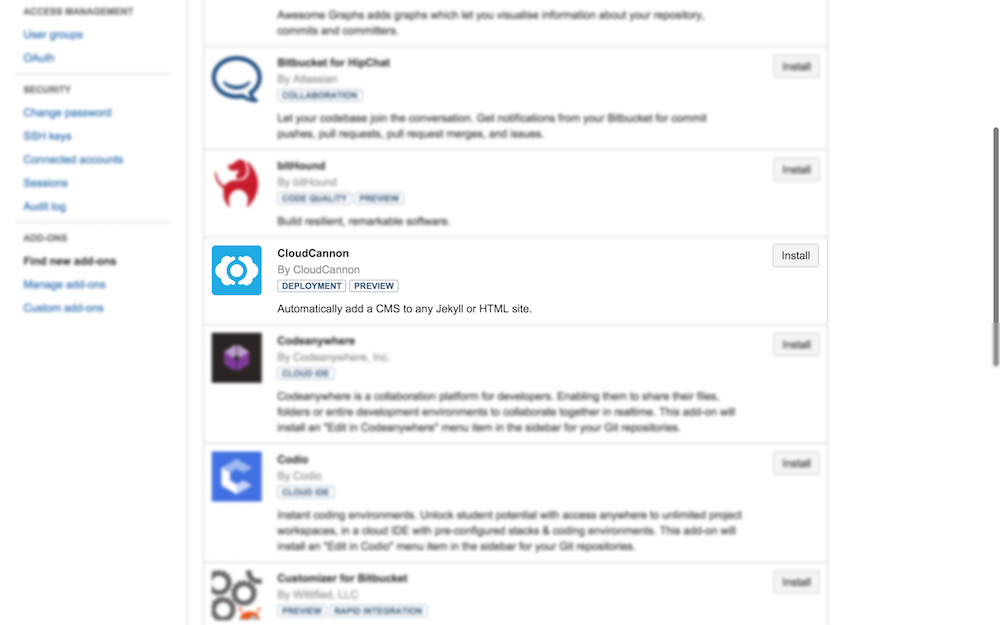 ACCESS MANAGEMENT
User groups
OAuth
SECURITY
Change password
SSH keys
Connected accounts
Sessions
Audit log
ADD-ONS
Find new add-ons
Manage add-ons
Custom add-ons
Awesome Graphs adds graphs which let you visualise information about your repository,
commits and committers.
Bitbucket for HipChat
Install
By Atlassian
COLLABORATION
Let your codebase join the conversation. Get notifications from your Bitbucket for commit
pushes, pull requests, pull request merges, and issues.
bitHound
Install
By bitHound
CODE QUALITY PREVIEW
Build resilient, remarkable software.
CloudCannon
Install
By CloudCannon
DEPLOYMENT PREVIEW
Automatically add a CMS to any Jekyll or HTML site.
Codeanywhere
Install
By Codeanywhere, Inc.
CLOUD IDE
Codeanywhere is a collaboration platform for developers. Enabling them to share their files,
folders or entire development environments to collaborate together in realtime. This add-on will
install an "Edit in Codeanywhere" menu item in the sidebar for your Git repositories.
Codio
Install
By Codio
CLOUD IDE
Instant coding environments. Unlock student potential with access anywhere to unlimited project
workspaces, in a cloud IDE with pre-configured stacks & coding environments. This add-on will
install an "Edit in Codio" menu item in the sidebar for your Git repositories.
Customizer for Bitbucket
Install
By Wittified, LLC
PREVIEW RAPID INTEGRATION